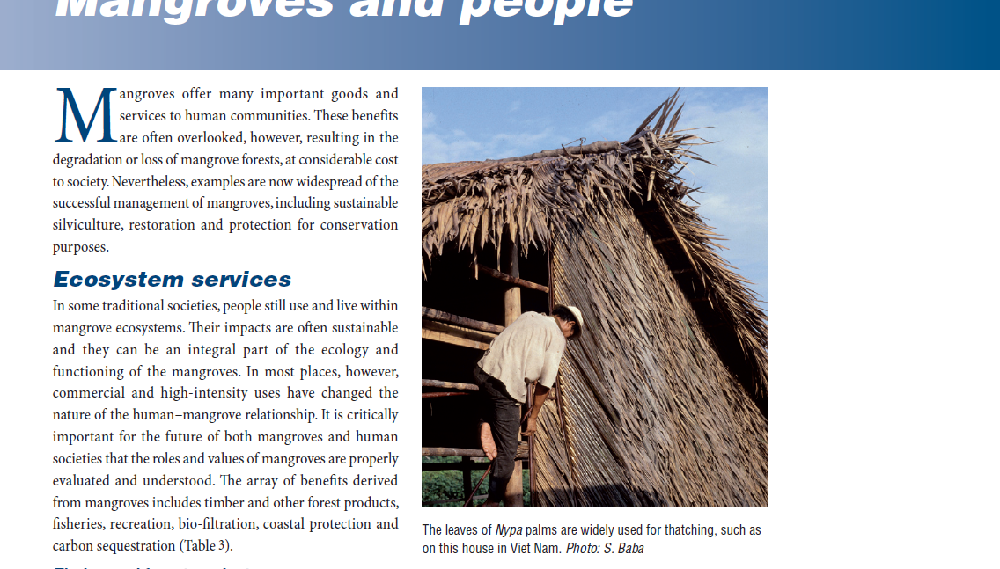 Mangroves and people
Mangroves offer many important goods and
services to human communities. These benefits
are often overlooked, however, resulting in the
degradation or loss of mangrove forests, at considerable cost
to society. Nevertheless, examples are now widespread of the
successful management of mangroves, including sustainable
silviculture, restoration and protection for conservation
purposes.
Ecosystem services
In some traditional societies, people still use and live within
mangrove ecosystems. Their impacts are often sustainable
and they can be an integral part of the ecology and
functioning of the mangroves. In most places, however,
commercial and high-intensity uses have changed the
nature of the human–mangrove relationship. It is critically
important for the future of both mangroves and human
societies that the roles and values of mangroves are properly
evaluated and understood. The array of benefits derived
from mangroves includes timber and other forest products,
fisheries, recreation, bio-filtration, coastal protection and
carbon sequestration (Table 3).
The leaves of Nypa palms are widely used for thatching, such as
on this house in Viet Nam. Photo: S. Baba